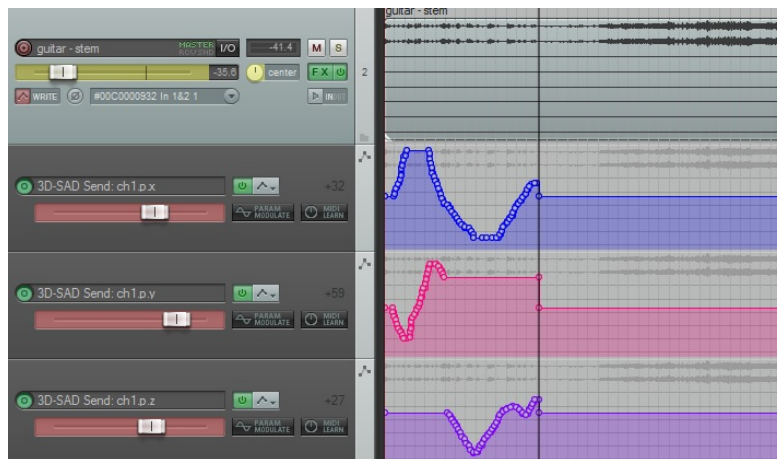 guitar - stem
guitar - stem MASTER I/O -41.4 M S
-35.6 center FX 2
WRITE #00C0000932 In 1&2 1 IN
3D-SAD Send: ch1.p.x +32
PARAM MODULATE MIDI LEARN
3D-SAD Send: ch1.p.y +59
PARAM MODULATE MIDI LEARN
3D-SAD Send: ch1.p.z +27
PARAM MODULATE MIDI LEARN